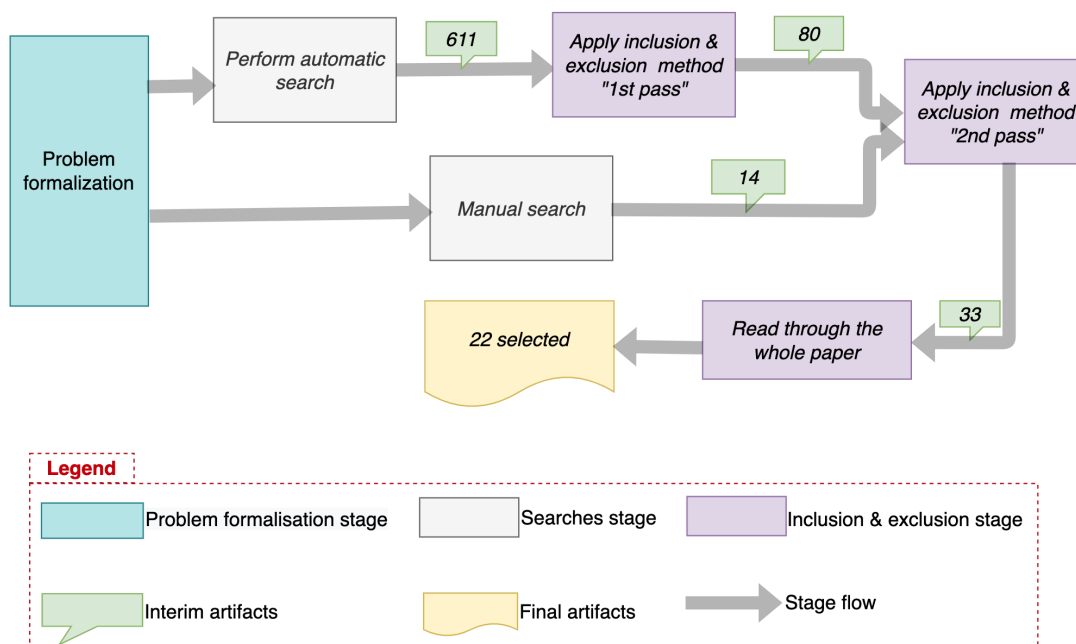 Problem
formalization
Perform automatic
search
611
Apply inclusion &
exclusion method
"1st pass"
80
Apply inclusion &
exclusion method
"2nd pass"
Manual search
14
33
Read through the
whole paper
22 selected
Legend
Problem formalisation stage
Searches stage
Inclusion & exclusion stage
Interim artifacts
Final artifacts
Stage flow